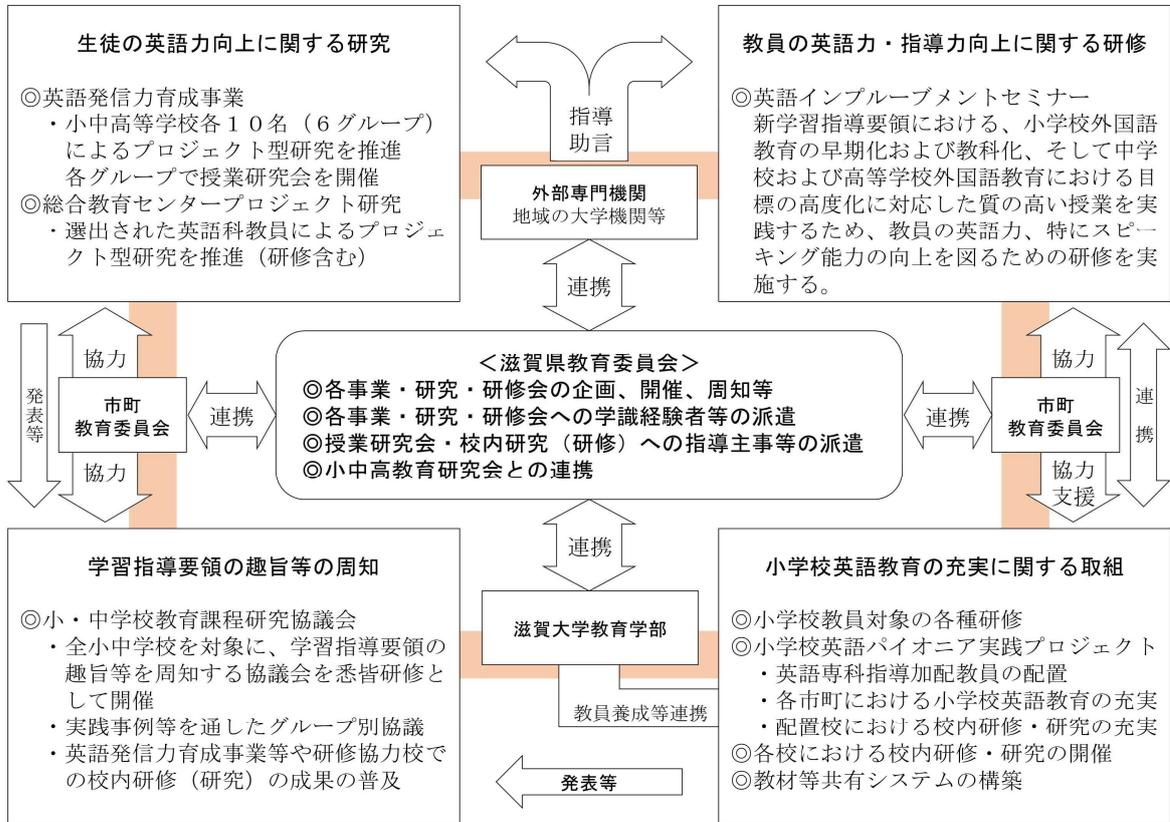 生徒の英語力向上に関する研究
◎英語発信力育成事業
・小中高等学校各１０名（６グループ）
によるプロジェクト型研究を推進
各グループで授業研究会を開催
◎総合教育センタープロジェクト研究
・選出された英語科教員によるプロジェ
クト型研究を推進（研修含む）
指導
助言
外部専門機関
地域の大学機関等
連携
教員の英語力・指導力向上に関する研修
◎英語インプルーブメントセミナー
新学習指導要領における、小学校外国語
教育の早期化および教科化、そして中学
校および高等学校外国語教育における目
標の高度化に対応した質の高い授業を実
践するため、教員の英語力、特にスピー
キング能力の向上を図るための研修を実
施する。
発表等
協力
市町
教育委員会
協力
連携
＜滋賀県教育委員会＞
◎各事業・研究・研修会の企画、開催、周知等
◎各事業・研究・研修会への学識経験者等の派遣
◎授業研究会・校内研究（研修）への指導主事等の派遣
◎小中高教育研究会との連携
連携
協力
市町
教育委員会
協力
支援
連携
学習指導要領の趣旨等の周知
◎小・中学校教育課程研究協議会
・全小中学校を対象に、学習指導要領の
趣旨等を周知する協議会を悉皆研修と
して開催
・実践事例等を通したグループ別協議
・英語発信力育成事業等や研修協力校で
の校内研修（研究）の成果の普及
連携
滋賀大学教育学部
教員養成等連携
発表等
小学校英語教育の充実に関する取組
◎小学校教員対象の各種研修
◎小学校英語パイオニア実践プロジェクト
・英語専科指導加配教員の配置
・各市町における小学校英語教育の充実
・配置校における校内研修・研究の充実
◎各校における校内研修・研究の開催
◎教材等共有システムの構築